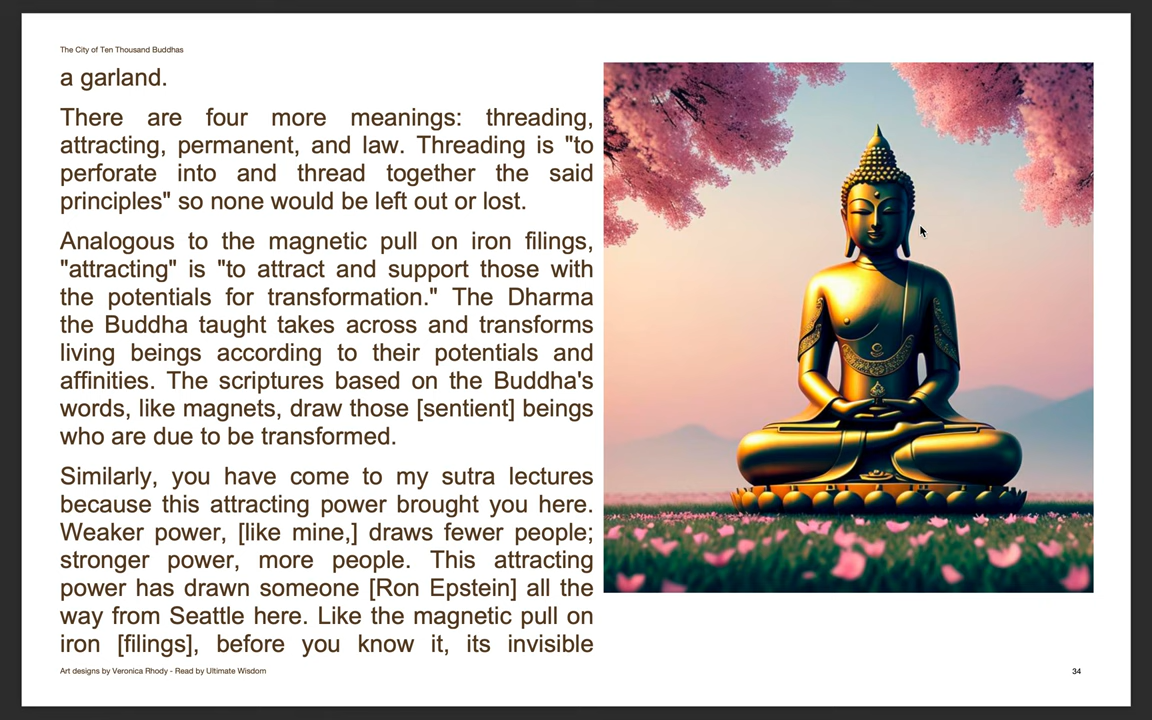 The City of Ten Thousand Buddhas
a garland.
There are four more meanings: threading,
attracting, permanent, and law. Threading is "to
perforate into and thread together the said
principles" so none would be left out or lost.
Analogous to the magnetic pull on iron filings,
"attracting" is "to attract and support those with
the potentials for transformation." The Dharma
the Buddha taught takes across and transforms
living beings according to their potentials and
affinities. The scriptures based on the Buddha's
words, like magnets, draw those [sentient] beings
who are due to be transformed.
Similarly, you have come to my sutra lectures
because this attracting power brought you here.
Weaker power, [like mine,] draws fewer people;
stronger power, more people. This attracting
power has drawn someone [Ron Epstein] all the
way from Seattle here. Like the magnetic pull on
iron [filings], before you know it, its invisible
Art designs by Veronica Rhody - Read by Ultimate Wisdom
34